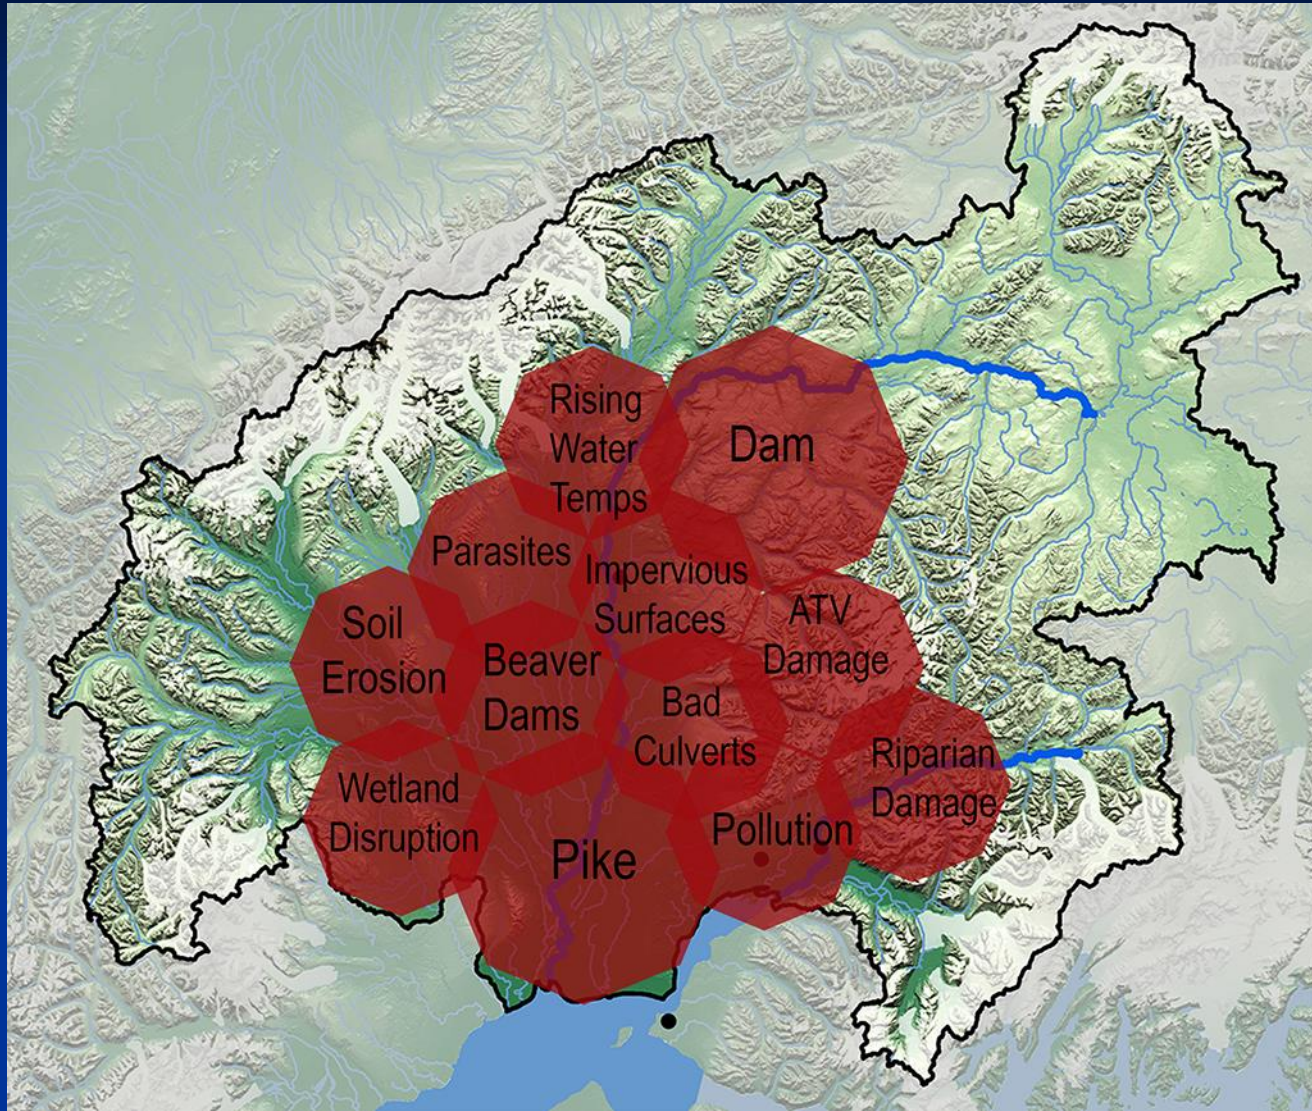 Rising
Water
Temps
Dam
Parasites
Impervious
Surfaces
ATV
Damage
Soil
Erosion
Beaver
Dams
Bad
Culverts
Riparian
Damage
Wetland
Disruption
Pike
Pollution